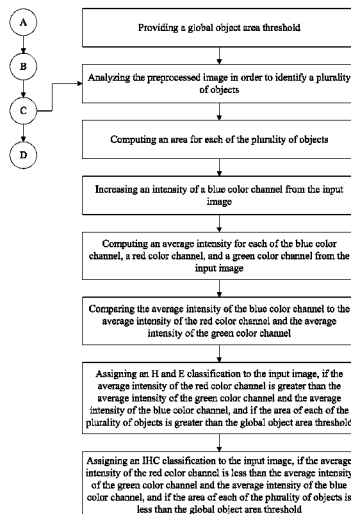 A
B
C
D
Providing a global object area threshold
Analyzing the preprocessed image in order to identify a plurality
of objects
Computing an area for each of the plurality of objects
Increasing an intensity of a blue color channel from the input
image
Computing an average intensity for each of the blue color
channel, a red color channel, and a green color channel from the
input image
Comparing the average intensity of the blue color channel to the
average intensity of the red color channel and the average
intensity of the green color channel
Assigning an H and E classification to the input image, if the
average intensity of the red color channel is greater than the
average intensity of the green color channel and the average
intensity of the blue color channel, and if the area of each of the
plurality of objects is greater than the global object area threshold
Assigning an IHC classification to the input image, if the average
intensity of the red color channel is less than the average intensity
of the green color channel and the average intensity of the blue
color channel, and if the area of each of the plurality of objects is
less than the global object area threshold